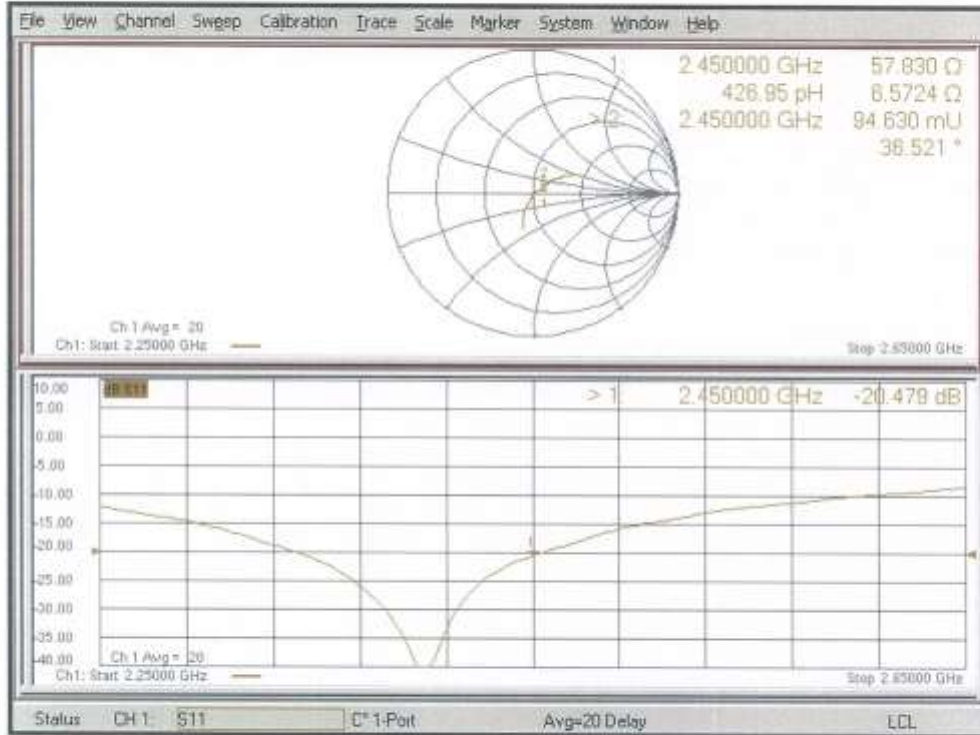 File View Channel Sweep Calibration Trace Scale Marker System Window Help
1: 2.450000 GHz 57.830 Ω
426.95 pH 6.5724 Ω
> 2: 2.450000 GHz 94.630 mU
36.521 °
Ch 1 Avg = 20
Ch1: Start 2.25000 GHz
Stop 2.65000 GHz
10.00 dB S11
> 1: 2.450000 GHz -20.479 dB
5.00
0.00
-5.00
-10.00
-15.00
-20.00
-25.00
-30.00
-35.00
-40.00
1
Ch 1 Avg = 20
Ch1: Start 2.25000 GHz
Stop 2.65000 GHz
Status CH 1: S11 C* 1-Port Avg=20 Delay LCL